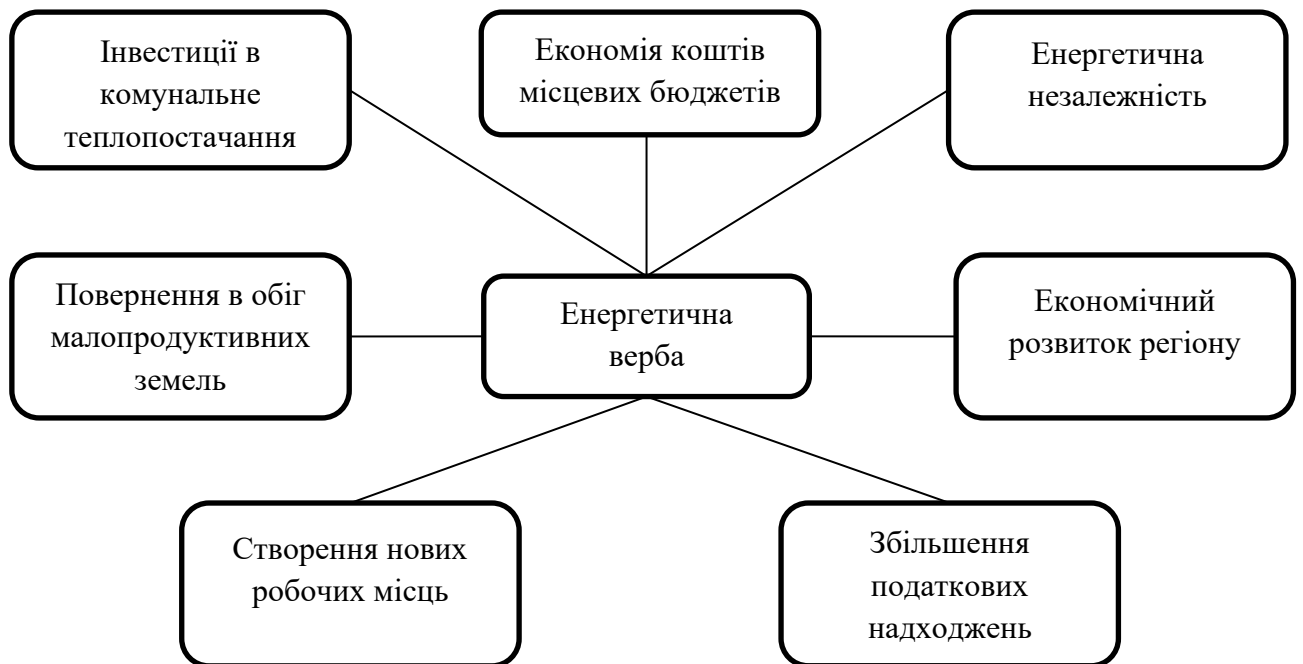 Інвестиції в
комунальне
теплопостачання
Економія коштів
місцевих бюджетів
Енергетична
незалежність
Повернення в обіг
малопродуктивних
земель
Енергетична
верба
Економічний
розвиток регіону
Створення нових
робочих місць
Збільшення
податкових
надходжень